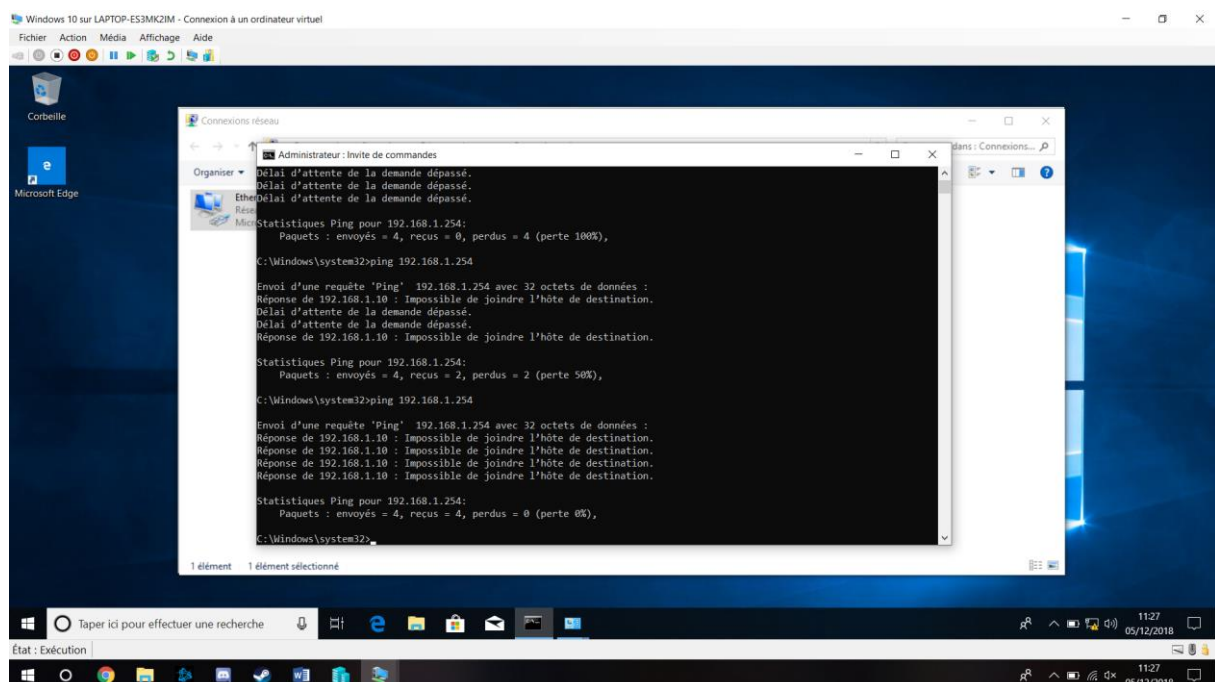 Windows 10 sur LAPTOP-ES3MK2IM - Connexion à un ordinateur virtuel
Fichier Action Média Affichage Aide
Corbeille
Microsoft Edge
Connexions réseau
dans : Connexions...
Organiser
Ether
Résea
Micr
Administrateur : Invite de commandes
Délai d’attente de la demande dépassé.
Délai d’attente de la demande dépassé.
Délai d’attente de la demande dépassé.
Statistiques Ping pour 192.168.1.254:
Paquets : envoyés = 4, reçus = 0, perdus = 4 (perte 100%),
C:\Windows\system32>ping 192.168.1.254
Envoi d’une requête 'Ping'  192.168.1.254 avec 32 octets de données :
Réponse de 192.168.1.10 : Impossible de joindre l’hôte de destination.
Délai d’attente de la demande dépassé.
Délai d’attente de la demande dépassé.
Réponse de 192.168.1.10 : Impossible de joindre l’hôte de destination.
Statistiques Ping pour 192.168.1.254:
Paquets : envoyés = 4, reçus = 2, perdus = 2 (perte 50%),
C:\Windows\system32>ping 192.168.1.254
Envoi d’une requête 'Ping'  192.168.1.254 avec 32 octets de données :
Réponse de 192.168.1.10 : Impossible de joindre l’hôte de destination.
Réponse de 192.168.1.10 : Impossible de joindre l’hôte de destination.
Réponse de 192.168.1.10 : Impossible de joindre l’hôte de destination.
Réponse de 192.168.1.10 : Impossible de joindre l’hôte de destination.
Statistiques Ping pour 192.168.1.254:
Paquets : envoyés = 4, reçus = 4, perdus = 0 (perte 0%),
C:\Windows\system32>
1 élément 1 élément sélectionné
Taper ici pour effectuer une recherche
11:27
05/12/2018
État : Exécution
11:27
05/12/2018